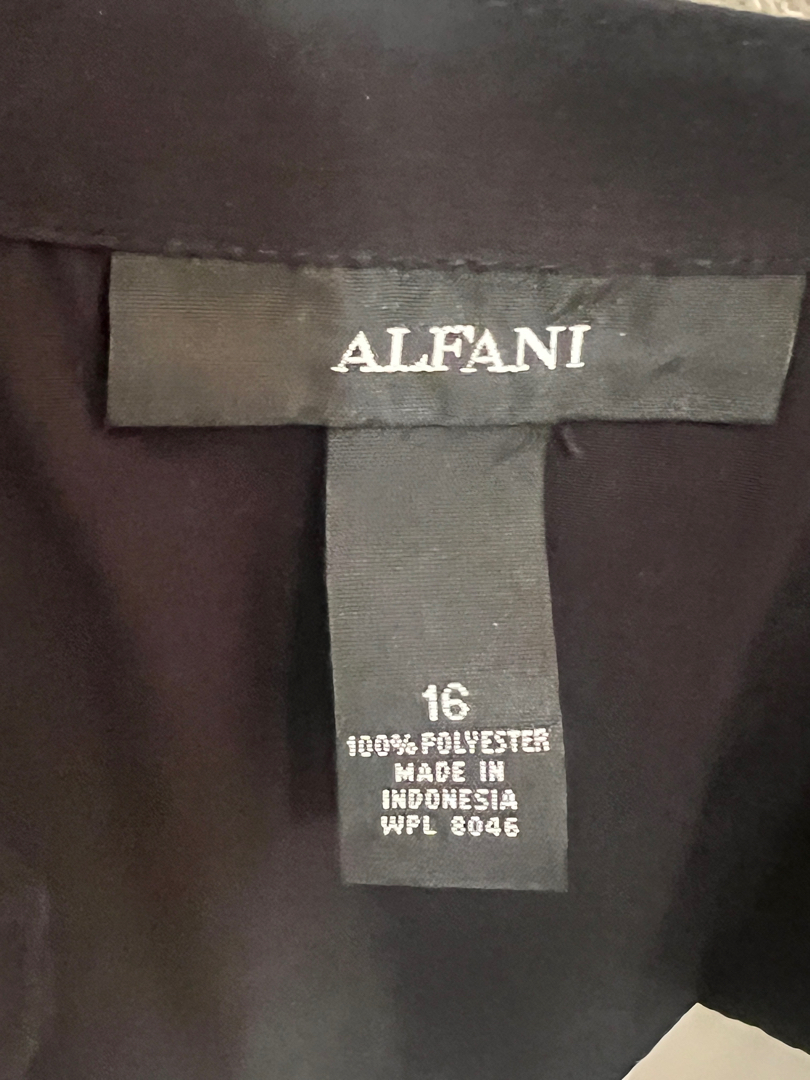 ALFANI
16
100% POLYESTER
MADE IN
INDONESIA
WPL 8046